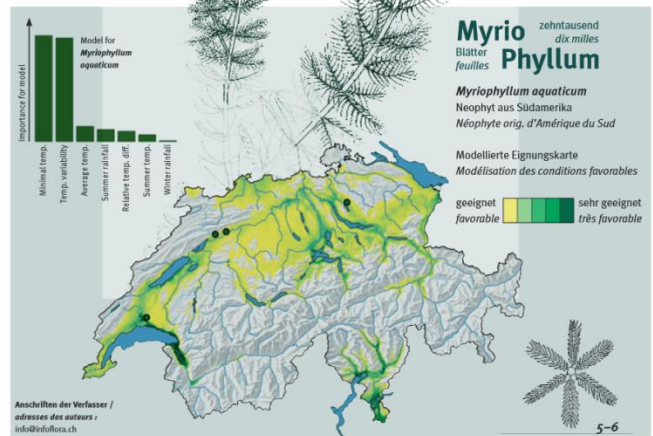 Importance for model
Model for
Myriophyllum
aquaticum
Minimal temp.
Temp. variability
Average temp.
Summer rainfall
Relative temp. diff.
Summer temp.
Winter rainfall
Myrio zehntausend
dix milles
Blätter
feuilles Phyllum
Myriophyllum aquaticum
Neophyt aus Südamerika
Néophyte orig. d'Amérique du Sud
Modellierte Eignungskarte
Modélisation des conditions favorables
geeignet sehr geeignet
favorable très favorable
Anschriften der Verfasser /
adresses des auteurs :
info@infoflora.ch
5–6